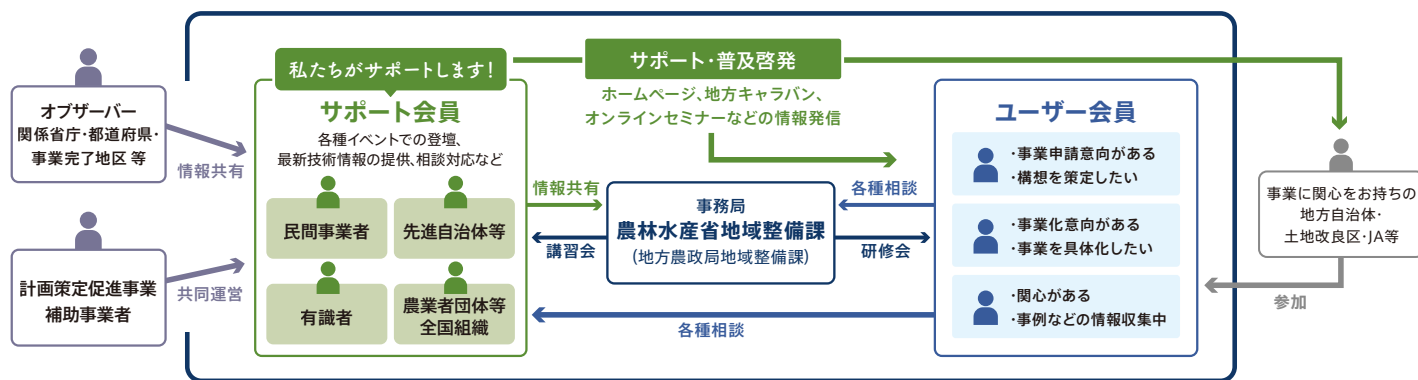 オブザーバー
関係省庁・都道府県・
事業完了地区 等
情報共有
計画策定促進事業
補助事業者
共同運営
私たちがサポートします！
サポート会員
各種イベントでの登壇、
最新技術情報の提供、相談対応など
民間事業者
先進自治体等
有識者
農業者団体等
全国組織
サポート・普及啓発
ホームページ、地方キャラバン、
オンラインセミナーなどの情報発信
情報共有
講習会
事務局
農林水産省地域整備課
（地方農政局地域整備課）
各種相談
研修会
各種相談
ユーザー会員
・事業申請意向がある
・構想を策定したい
・事業化意向がある
・事業を具体化したい
・関心がある
・事例などの情報収集中
事業に関心をお持ちの
地方自治体・
土地改良区・JA等
参加